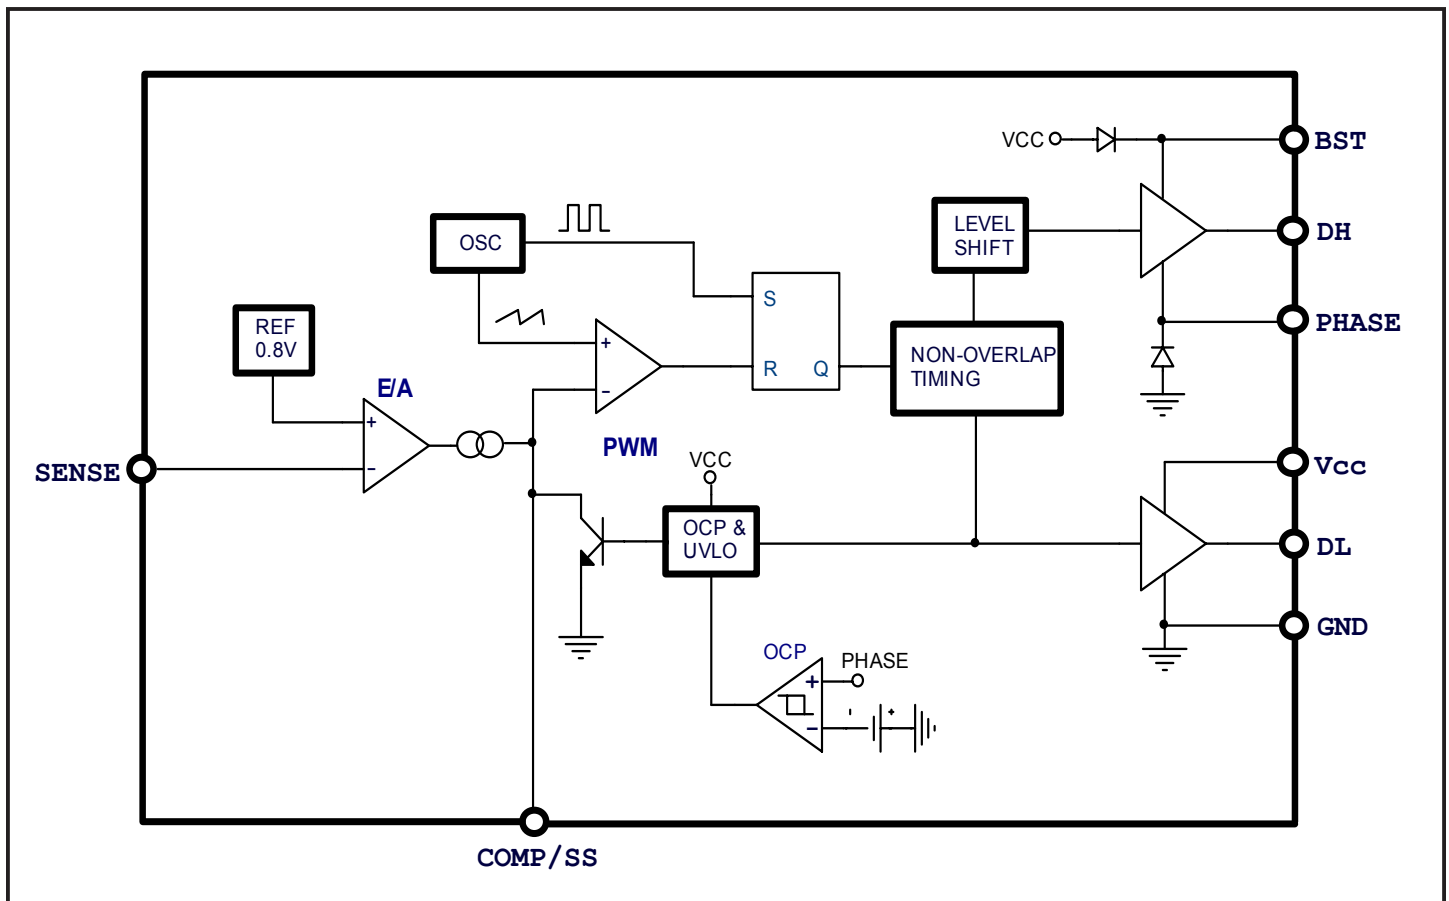 VCC
BST
LEVEL
SHIFT
DH
OSC
S
REF
0.8V
+
PHASE
NON-OVERLAP
TIMING
R
Q
E/A
−
+
PWM
VCC
Vcc
SENSE
−
OCP &
UVLO
DL
GND
OCP
PHASE
+
-
+
−
COMP/SS